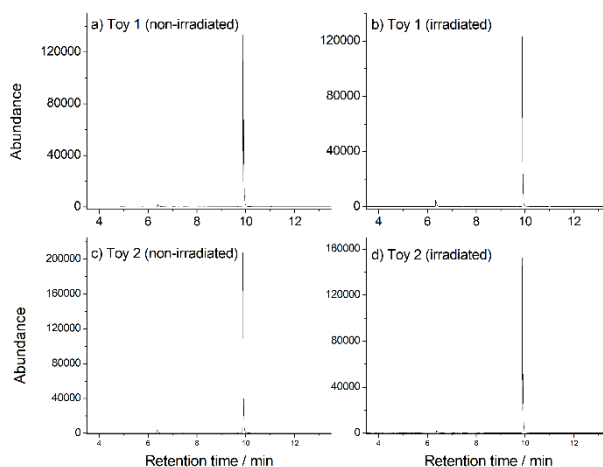 a) Toy 1 (non-irradiated)
b) Toy 1 (irradiated)
Abundance
120000
80000
40000
0
4 6 8 10 12
120000
80000
40000
0
4 6 8 10 12
c) Toy 2 (non-irradiated)
d) Toy 2 (irradiated)
Abundance
200000
160000
120000
80000
40000
0
4 6 8 10 12
160000
120000
80000
40000
0
4 6 8 10 12
Retention time / min
Retention time / min